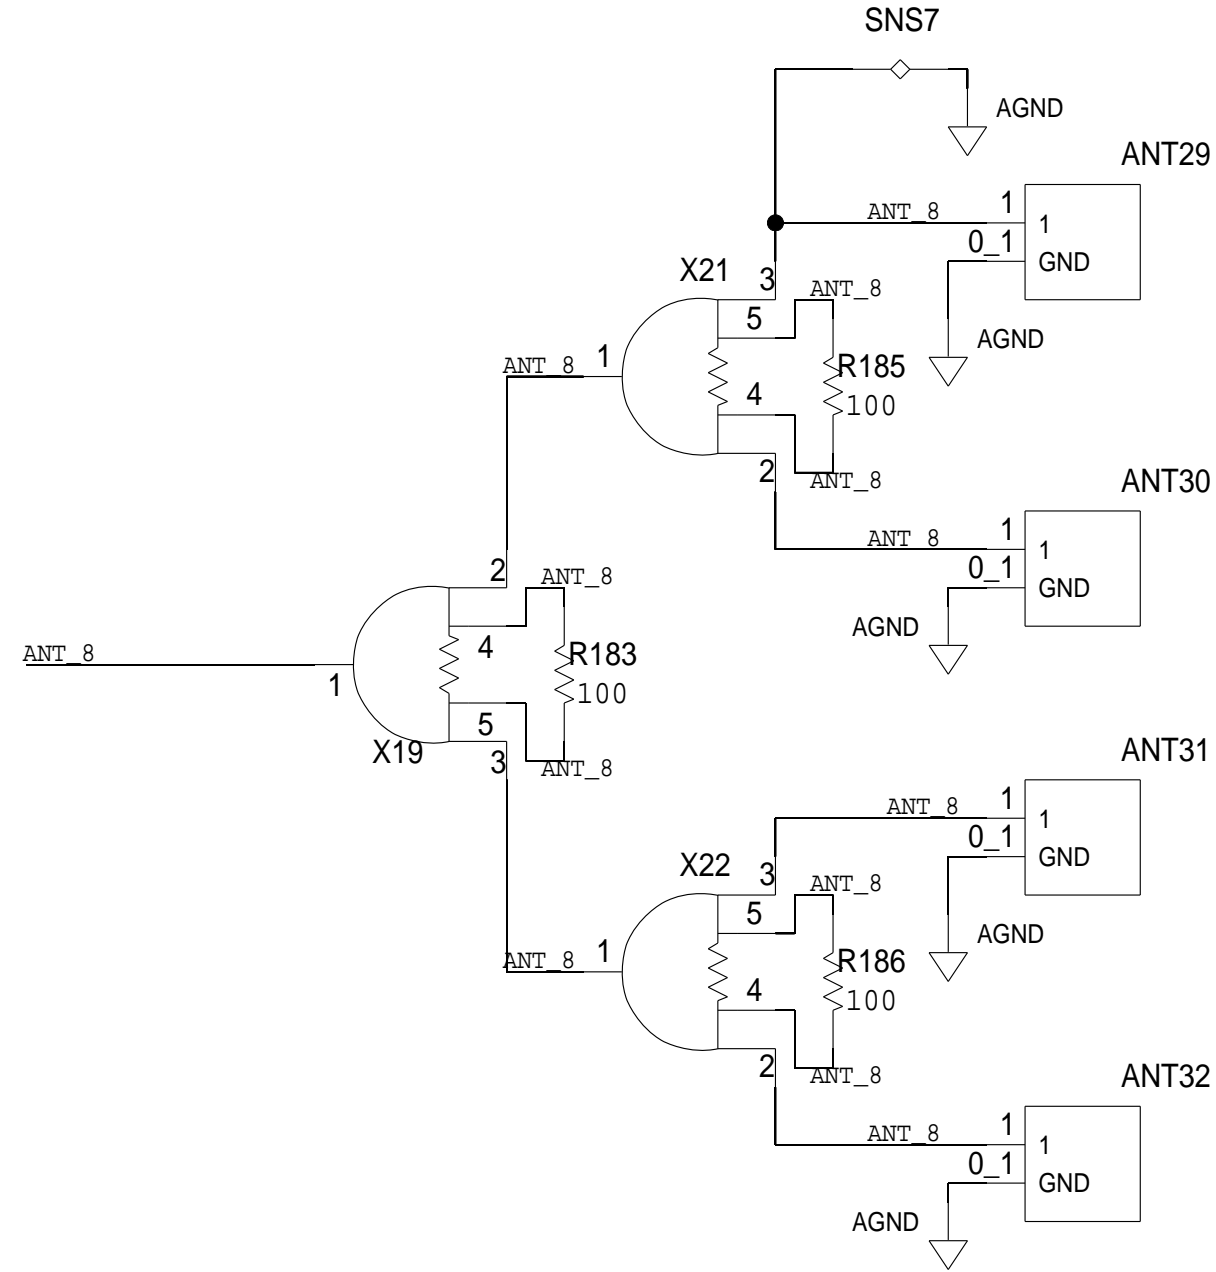 SNS7
AGND
ANT29
ANT_8
1
1
0_1
GND
X21
3
ANT_8
5
AGND
ANT_8
1
R185
4
100
2
ANT_8
ANT30
ANT_8
1
1
0_1
GND
2
ANT_8
AGND
ANT_8
4
R183
1
100
5
X19
3
ANT_8
ANT31
ANT_8
1
1
0_1
GND
X22
3
ANT_8
5
AGND
ANT_8
1
R186
4
100
2
ANT_8
ANT32
ANT_8
1
1
0_1
GND
AGND